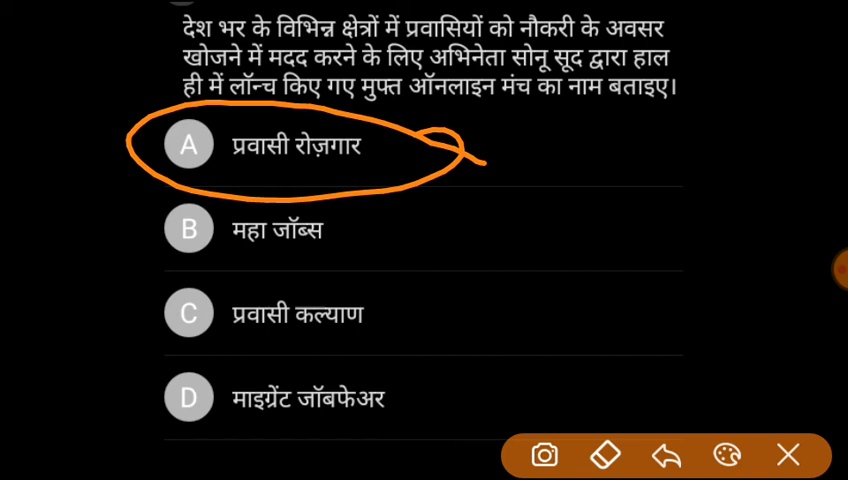 देश भर के विभिन्न क्षेत्रों में प्रवासियों को नौकरी के अवसर
खोजने में मदद करने के लिए अभिनेता सोनू सूद द्वारा हाल
ही में लॉन्च किए गए मुफ्त ऑनलाइन मंच का नाम बताइए।
A प्रवासी रोज़गार
B महा जॉब्स
C प्रवासी कल्याण
D माइग्रेंट जॉबफेअर